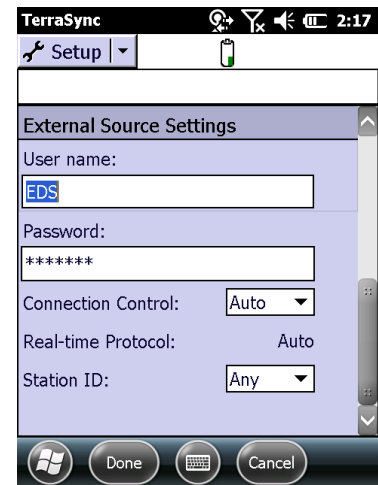 TerraSync 2:17
Setup
External Source Settings
User name:
EDS
Password:
*******
Connection Control: Auto
Real-time Protocol: Auto
Station ID: Any
Done Cancel